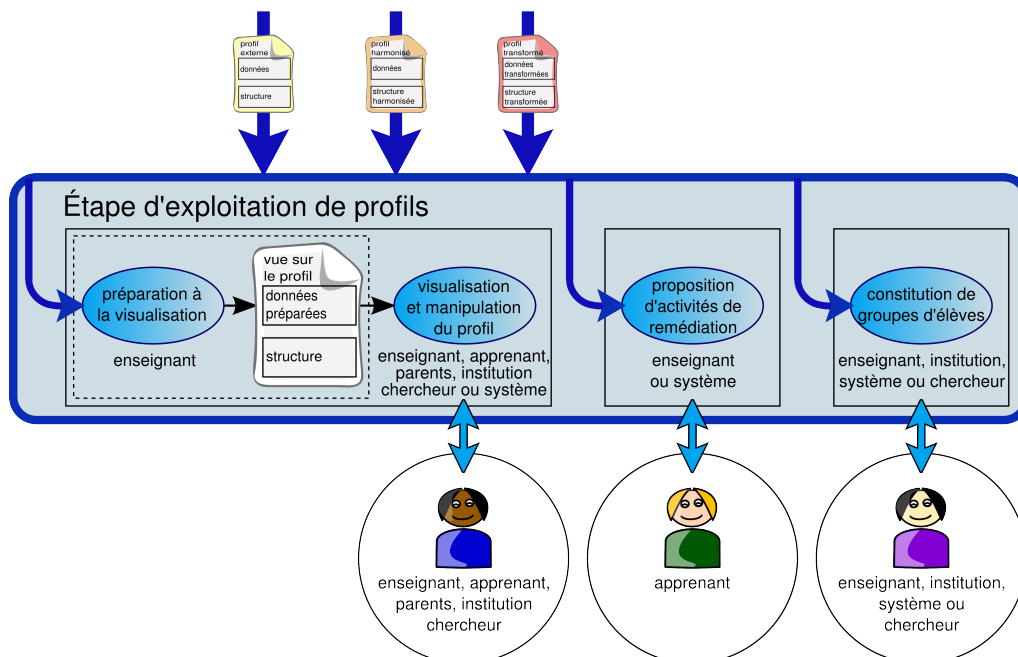 profil
externe
données
structure
profil
harmonisé
données
structure
harmonisée
profil
transformé
données
transformées
structure
transformée
Étape d'exploitation de profils
préparation à
la visualisation
enseignant
vue sur
le profil
données
préparées
structure
visualisation
et manipulation
du profil
enseignant, apprenant,
parents, institution
chercheur ou système
proposition
d'activités de
remédiation
enseignant
ou système
constitution de
groupes d'élèves
enseignant, institution,
système ou chercheur
enseignant, apprenant,
parents, institution
chercheur
apprenant
enseignant, institution,
système ou
chercheur